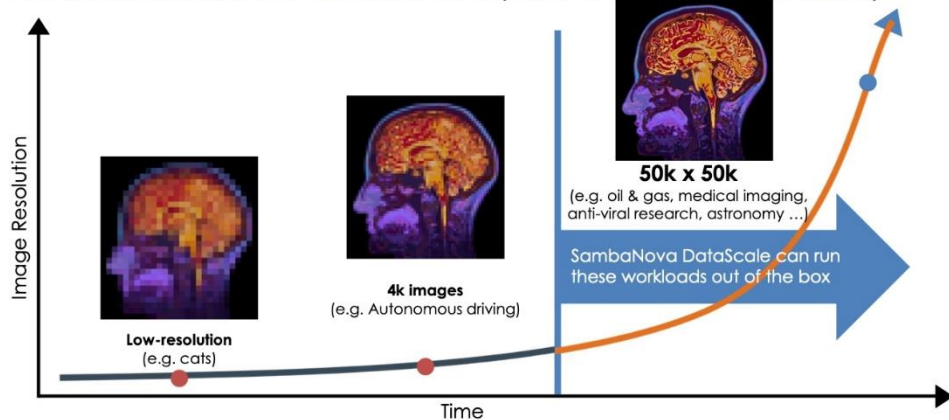 Image Resolution
Low-resolution
(e.g. cats)
4k images
(e.g. Autonomous driving)
50k x 50k
(e.g. oil & gas, medical imaging,
anti-viral research, astronomy ...)
SambaNova DataScale can run
these workloads out of the box
Time